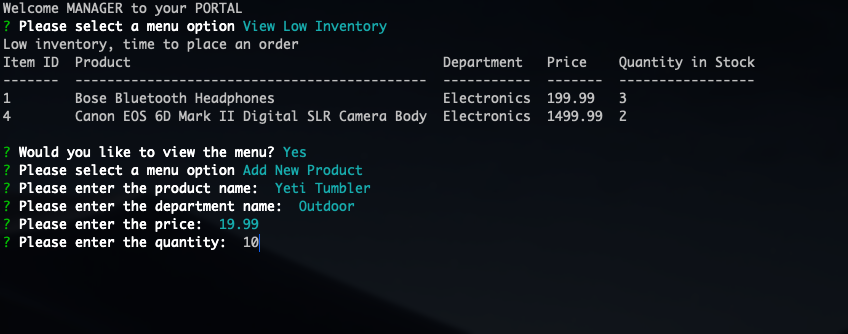 Welcome MANAGER to your PORTAL
? Please select a menu option View Low Inventory
Low inventory, time to place an order
Item ID  Product                                       Department   Price    Quantity in Stock
-------  --------------------------------------------  -----------  -------  -----------------
1        Bose Bluetooth Headphones                     Electronics  199.99   3
4        Canon EOS 6D Mark II Digital SLR Camera Body  Electronics  1499.99  2
? Would you like to view the menu? Yes
? Please select a menu option Add New Product
? Please enter the product name:  Yeti Tumbler
? Please enter the department name:  Outdoor
? Please enter the price:  19.99
? Please enter the quantity:  10